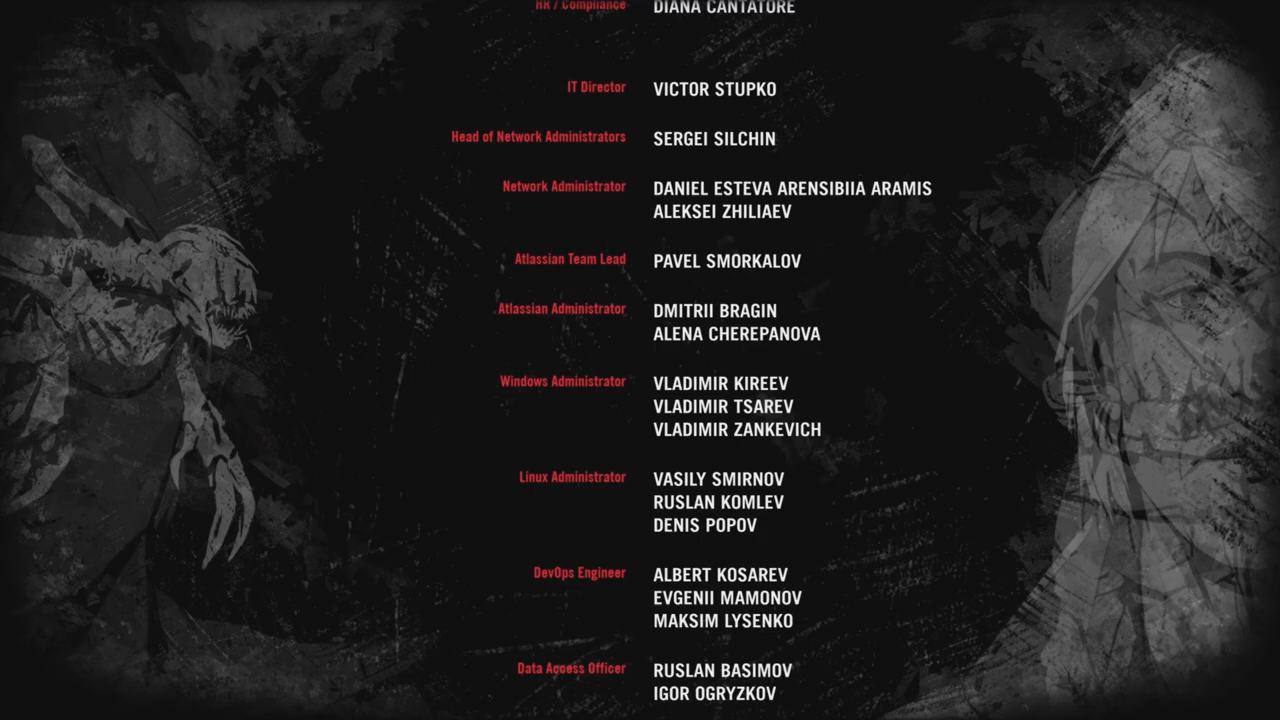 HR / Compliance DIANA CANTATORE
IT Director VICTOR STUPKO
Head of Network Administrators SERGEI SILCHIN
Network Administrator DANIEL ESTEVA ARENSIBIIA ARAMIS
ALEKSEI ZHILIAEV
Atlassian Team Lead PAVEL SMORKALOV
Atlassian Administrator DMITRII BRAGIN
ALENA CHEREPANOVA
Windows Administrator VLADIMIR KIREEV
VLADIMIR TSAREV
VLADIMIR ZANKEVICH
Linux Administrator VASILY SMIRNOV
RUSLAN KOMLEV
DENIS POPOV
DevOps Engineer ALBERT KOSAREV
EVGENII MAMONOV
MAKSIM LYSENKO
Data Access Officer RUSLAN BASIMOV
IGOR OGRYZKOV